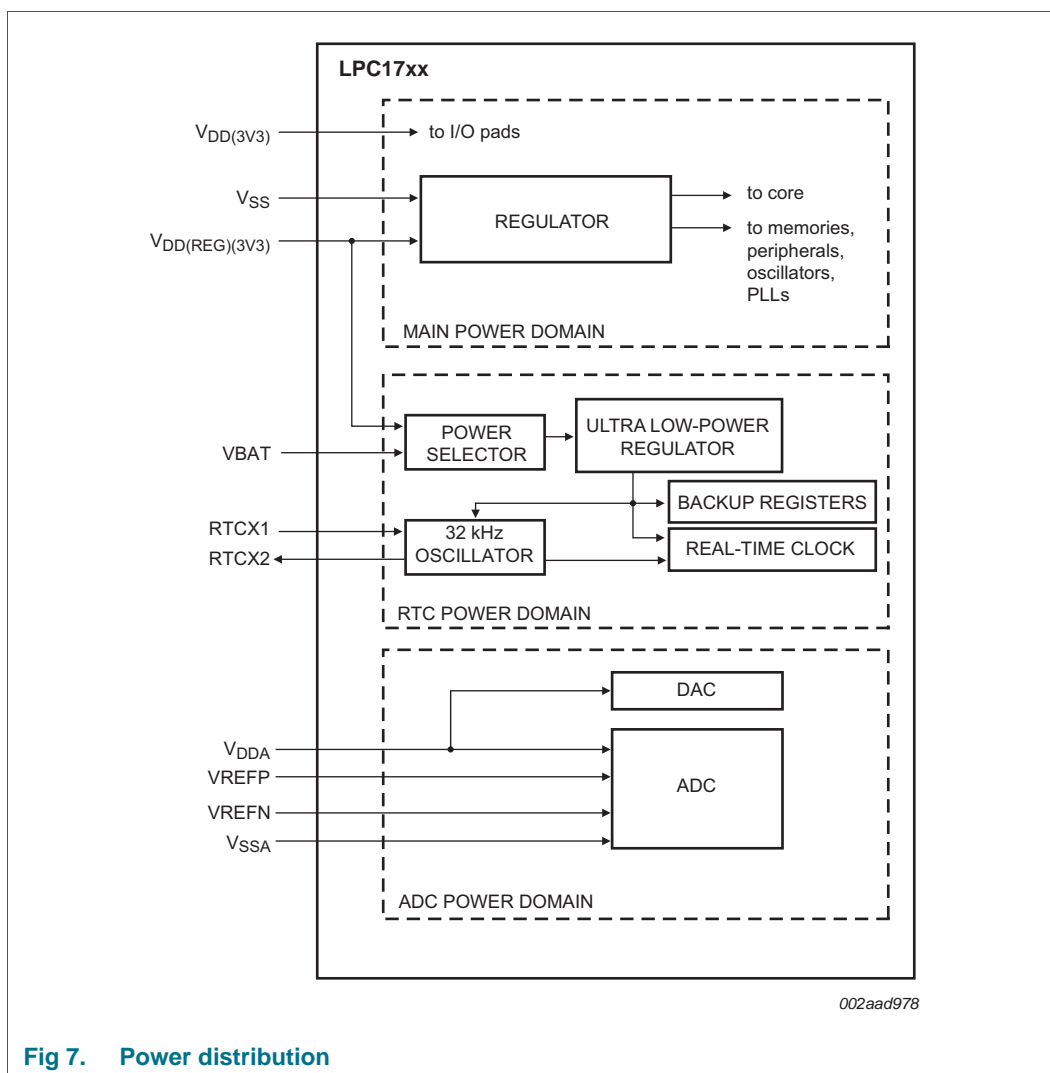 LPC17xx
VDD(3V3)
to I/O pads
VSS
REGULATOR
to core
VDD(REG)(3V3)
to memories,
peripherals,
oscillators,
PLLs
MAIN POWER DOMAIN
POWER
SELECTOR
ULTRA LOW-POWER
REGULATOR
VBAT
BACKUP REGISTERS
RTCX1
32 kHz
OSCILLATOR
REAL-TIME CLOCK
RTCX2
RTC POWER DOMAIN
DAC
VDDA
VREFP
ADC
VREFN
VSSA
ADC POWER DOMAIN
002aad978
Fig 7. Power distribution